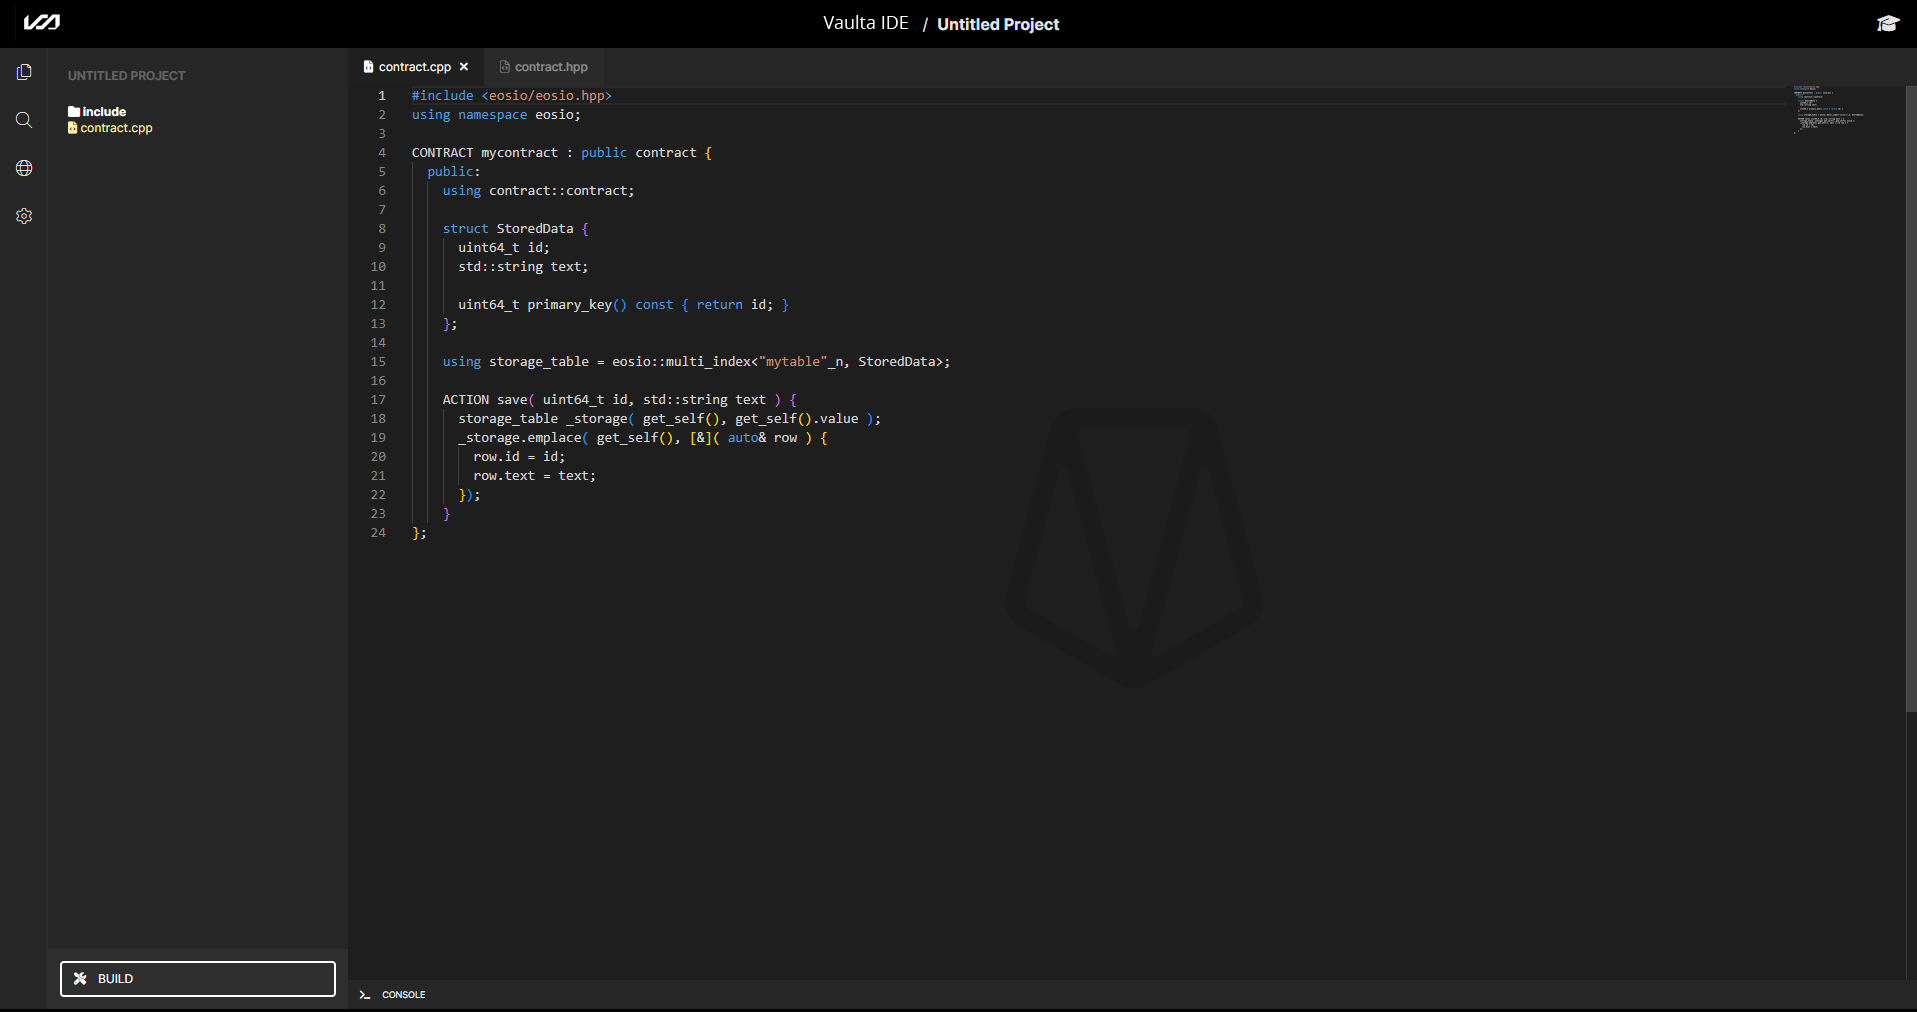 Vaulta IDE / Untitled Project
UNTITLED PROJECT
include
contract.cpp
contract.cpp
contract.hpp
1 #include <eosio/eosio.hpp>
2 using namespace eosio;
3
4 CONTRACT mycontract : public contract {
5   public:
6     using contract::contract;
7
8     struct StoredData {
9       uint64_t id;
10       std::string text;
11
12       uint64_t primary_key() const { return id; }
13     };
14
15     using storage_table = eosio::multi_index<"mytable"_n, StoredData>;
16
17     ACTION save( uint64_t id, std::string text ) {
18       storage_table _storage( get_self(), get_self().value );
19       _storage.emplace( get_self(), [&]( auto& row ) {
20         row.id = id;
21         row.text = text;
22       });
23     }
24 };
BUILD
CONSOLE